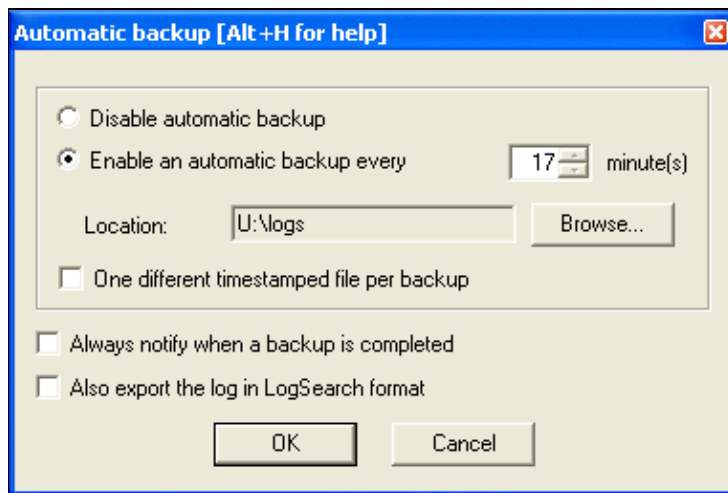 Automatic backup [Alt+H for help]
Disable automatic backup
Enable an automatic backup every 17 minute(s)
Location: U:\logs Browse...
One different timestamped file per backup
Always notify when a backup is completed
Also export the log in LogSearch format
OK Cancel